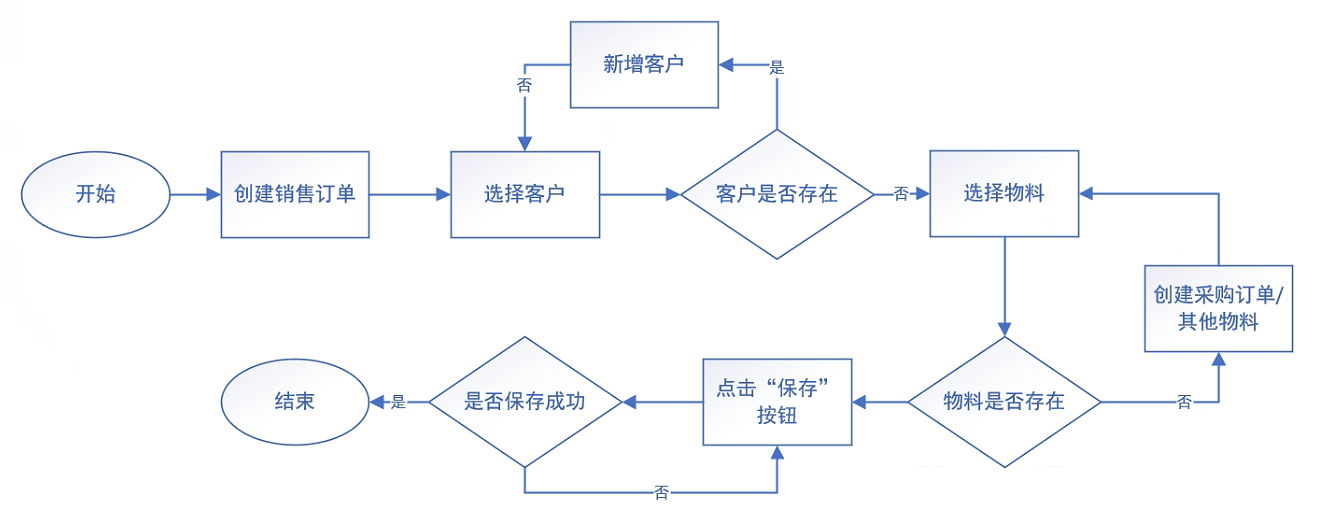 新增客户
是
否
开始
创建销售订单
选择客户
客户是否存在
否
选择物料
创建采购订单/
其他物料
结束
是
是否保存成功
点击“保存”
按钮
物料是否存在
否
否